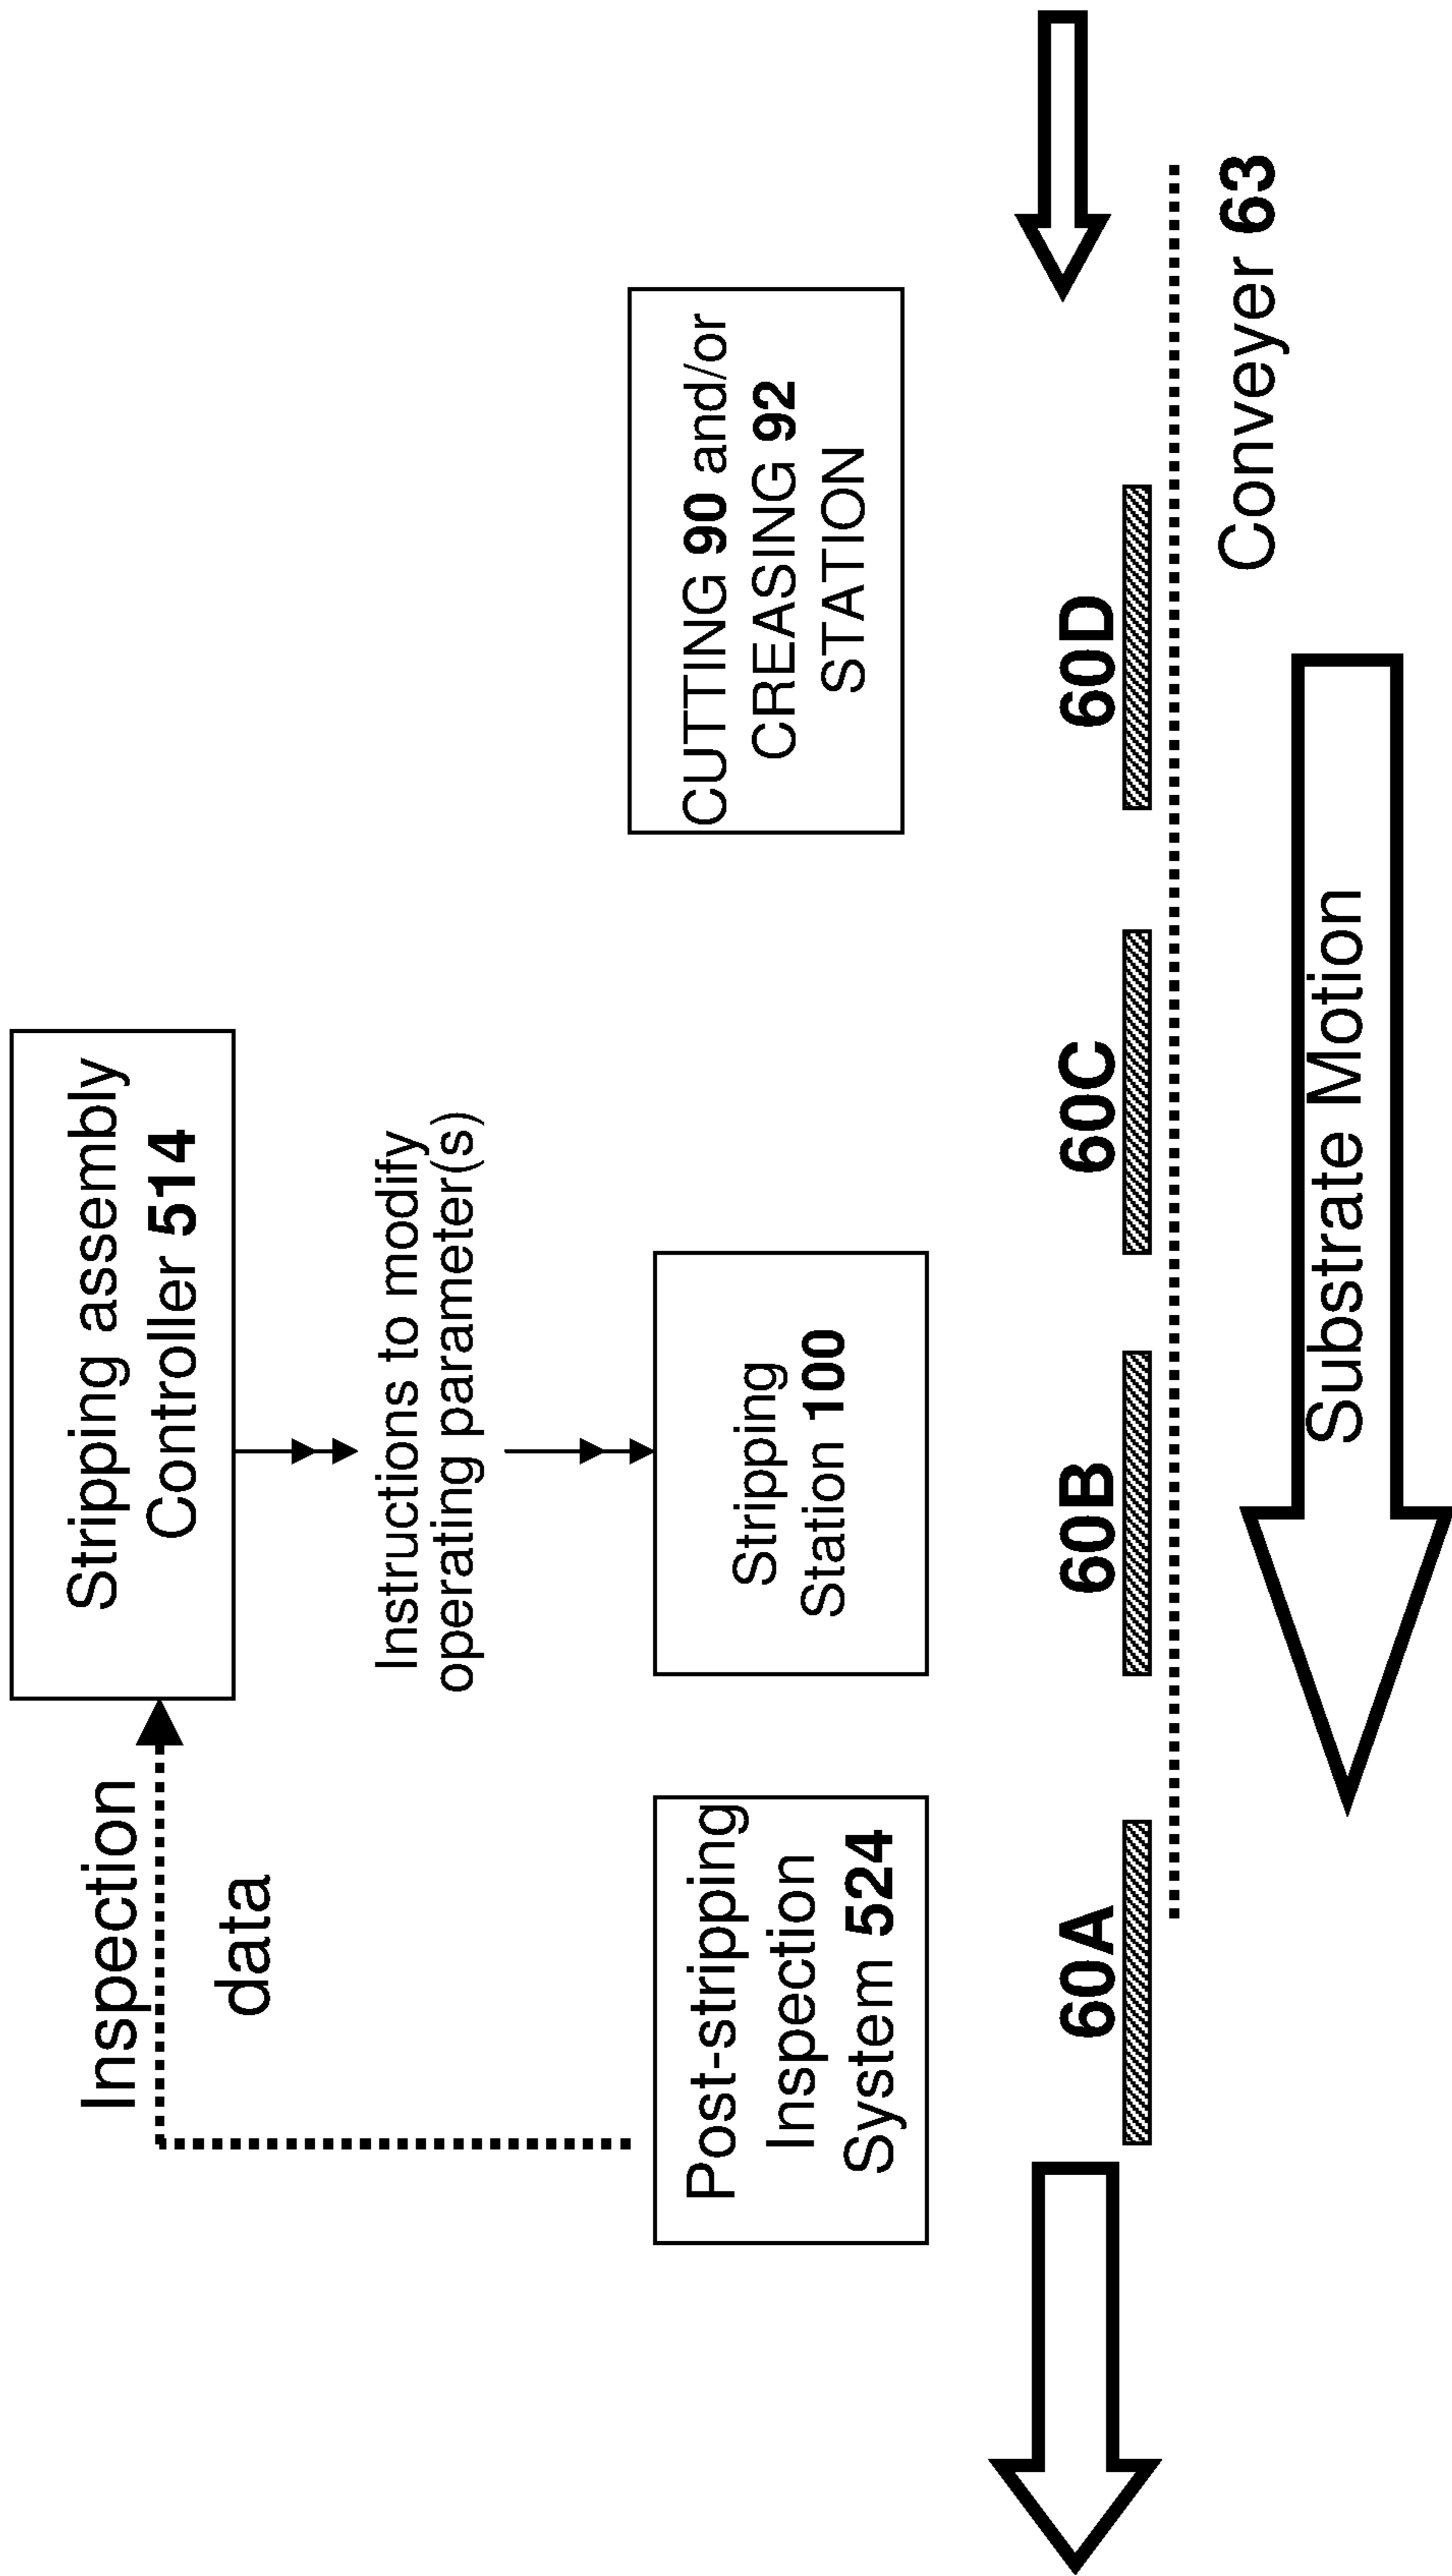 Stripping assembly
Controller 514
Inspection
data
Instructions to modify
operating parameter(s)
Post-stripping
Inspection
System 524
Stripping
Station 100
CUTTING 90 and/or
CREASING 92
STATION
60A
60B
60C
60D
Conveyer 63
Substrate Motion